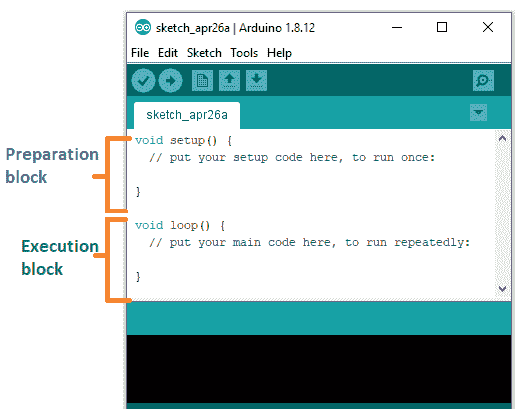 sketch_apr26a | Arduino 1.8.12
File Edit Sketch Tools Help
sketch_apr26a
Preparation
block
void setup() {
// put your setup code here, to run once:
}
Execution
block
void loop() {
// put your main code here, to run repeatedly:
}